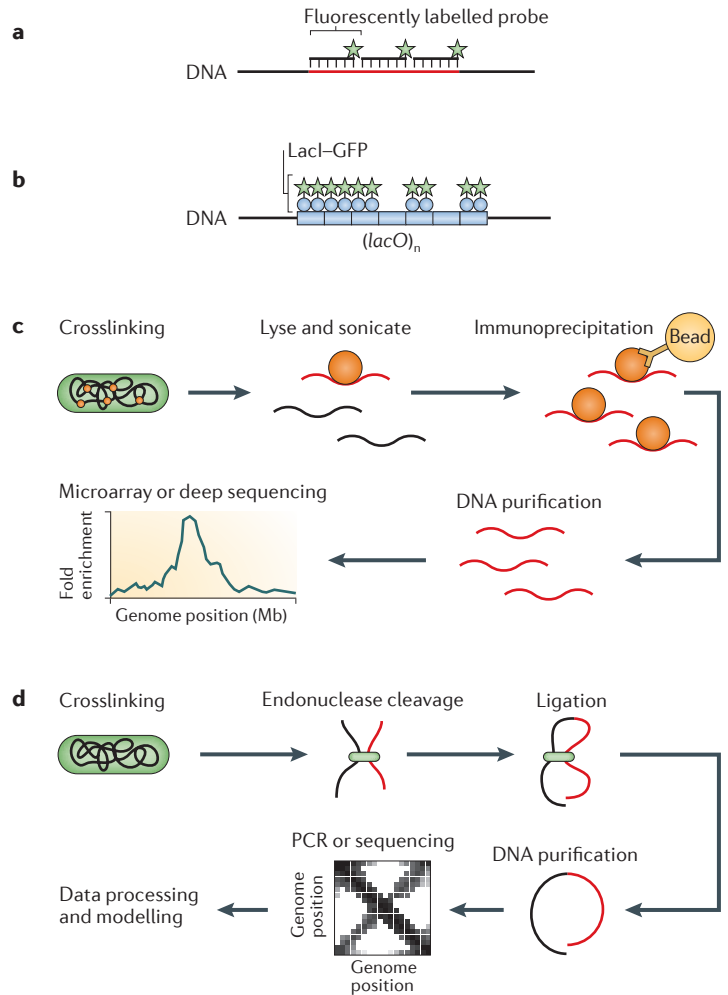 a
Fluorescently labelled probe
DNA
b
LacI–GFP
DNA
(lacO)n
c
Crosslinking
Lyse and sonicate
Immunoprecipitation
Bead
Microarray or deep sequencing
Fold
enrichment
Genome position (Mb)
DNA purification
d
Crosslinking
Endonuclease cleavage
Ligation
PCR or sequencing
Genome
position
Genome
position
DNA purification
Data processing
and modelling